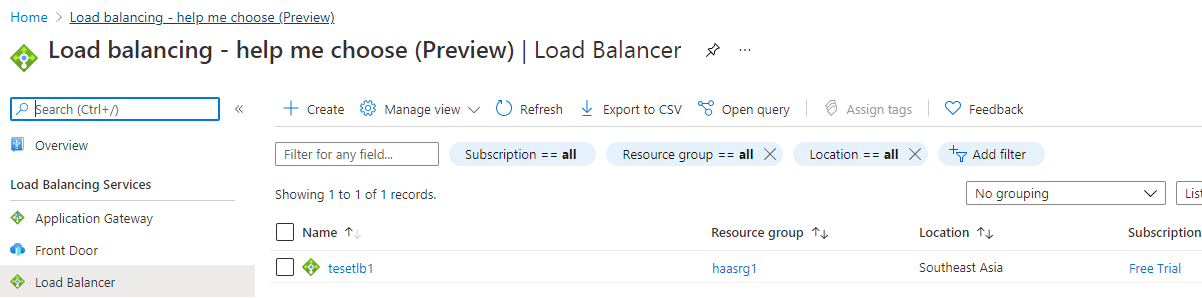 Home > Load balancing - help me choose (Preview)
Load balancing - help me choose (Preview) | Load Balancer ...
Search (Ctrl+/) «
+ Create Manage view Refresh Export to CSV Open query Assign tags Feedback
Overview
Filter for any field... Subscription == all Resource group == all Location == all Add filter
Load Balancing Services
Showing 1 to 1 of 1 records. No grouping List
Application Gateway
Name ↑↓ Resource group ↑↓ Location ↑↓ Subscription
Front Door
tesetlb1 haasrg1 Southeast Asia Free Trial
Load Balancer